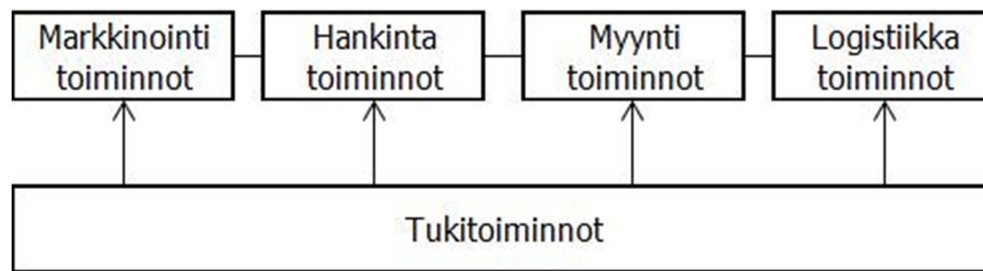 Markkinointi
toiminnot
Hankinta
toiminnot
Myynti
toiminnot
Logistiikka
toiminnot
Tukitoiminnot